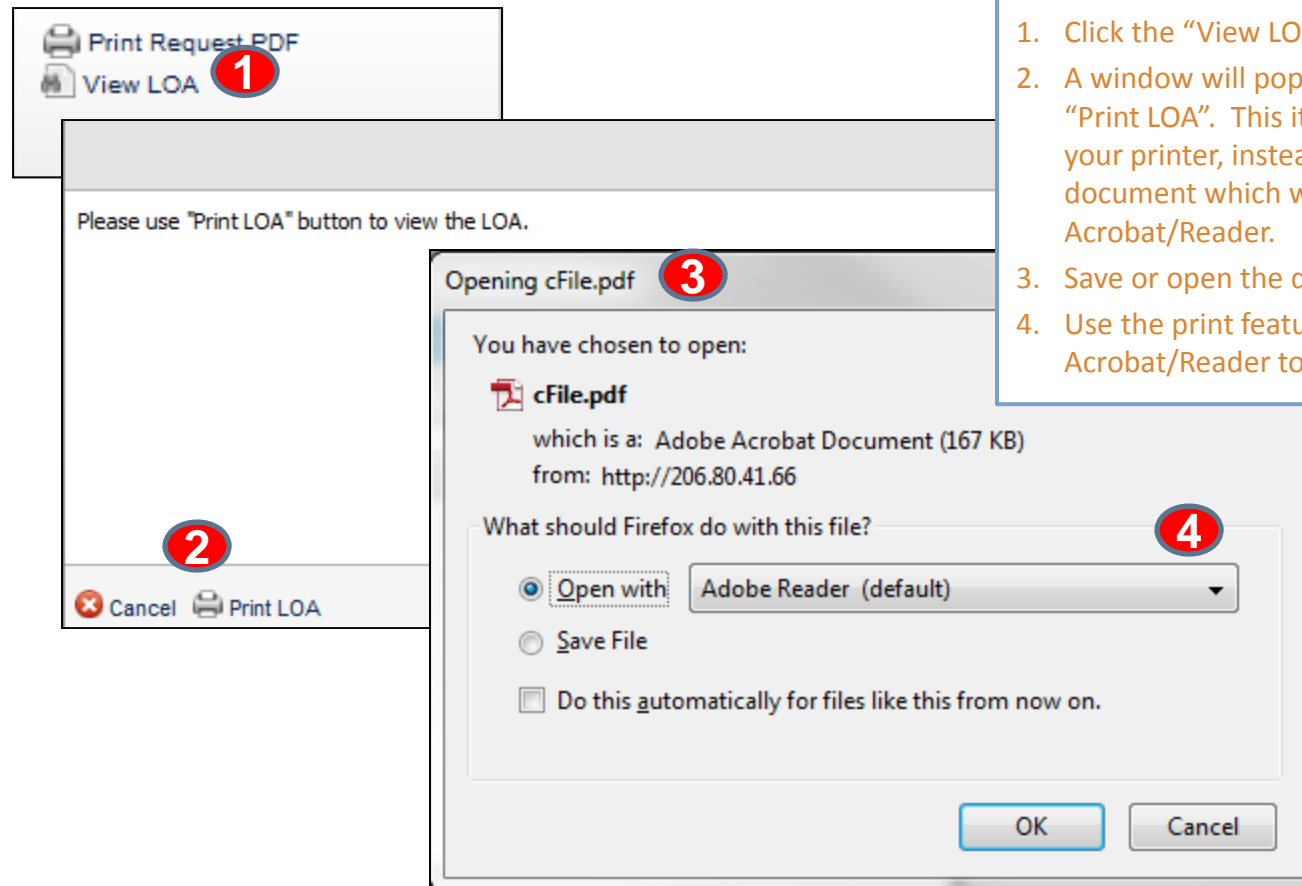 Print Request PDF
View LOA
1
Please use "Print LOA" button to view the LOA.
2
Cancel Print LOA
Opening cFile.pdf
3
You have chosen to open:
cFile.pdf
which is a: Adobe Acrobat Document (167 KB)
from: http://206.80.41.66
What should Firefox do with this file?
4
Open with Adobe Reader (default)
Save File
Do this automatically for files like this from now on.
OK Cancel
1. Click the “View LO
2. A window will pop
“Print LOA”. This it
your printer, instea
document which w
Acrobat/Reader.
3. Save or open the d
4. Use the print featu
Acrobat/Reader to